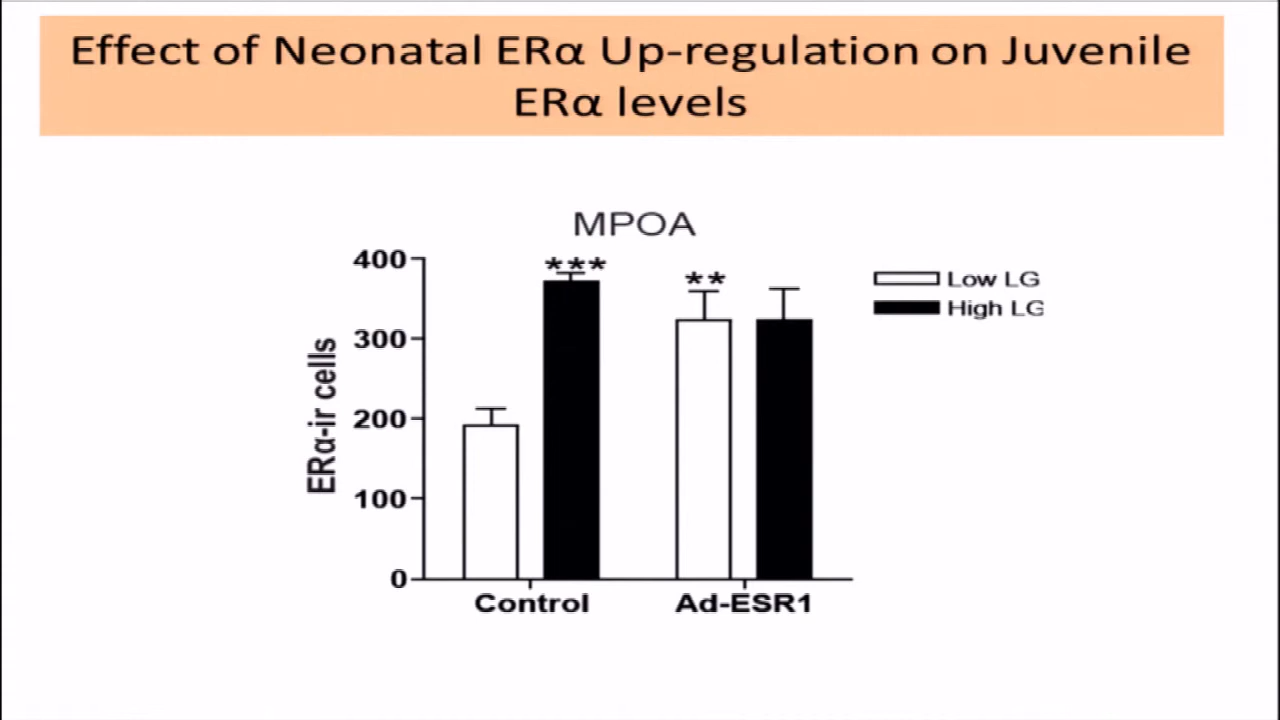 Effect of Neonatal ERα Up-regulation on Juvenile
ERα levels
MPOA
400
300
200
100
0
ERα-ir cells
***
**
Low LG
High LG
Control
Ad-ESR1